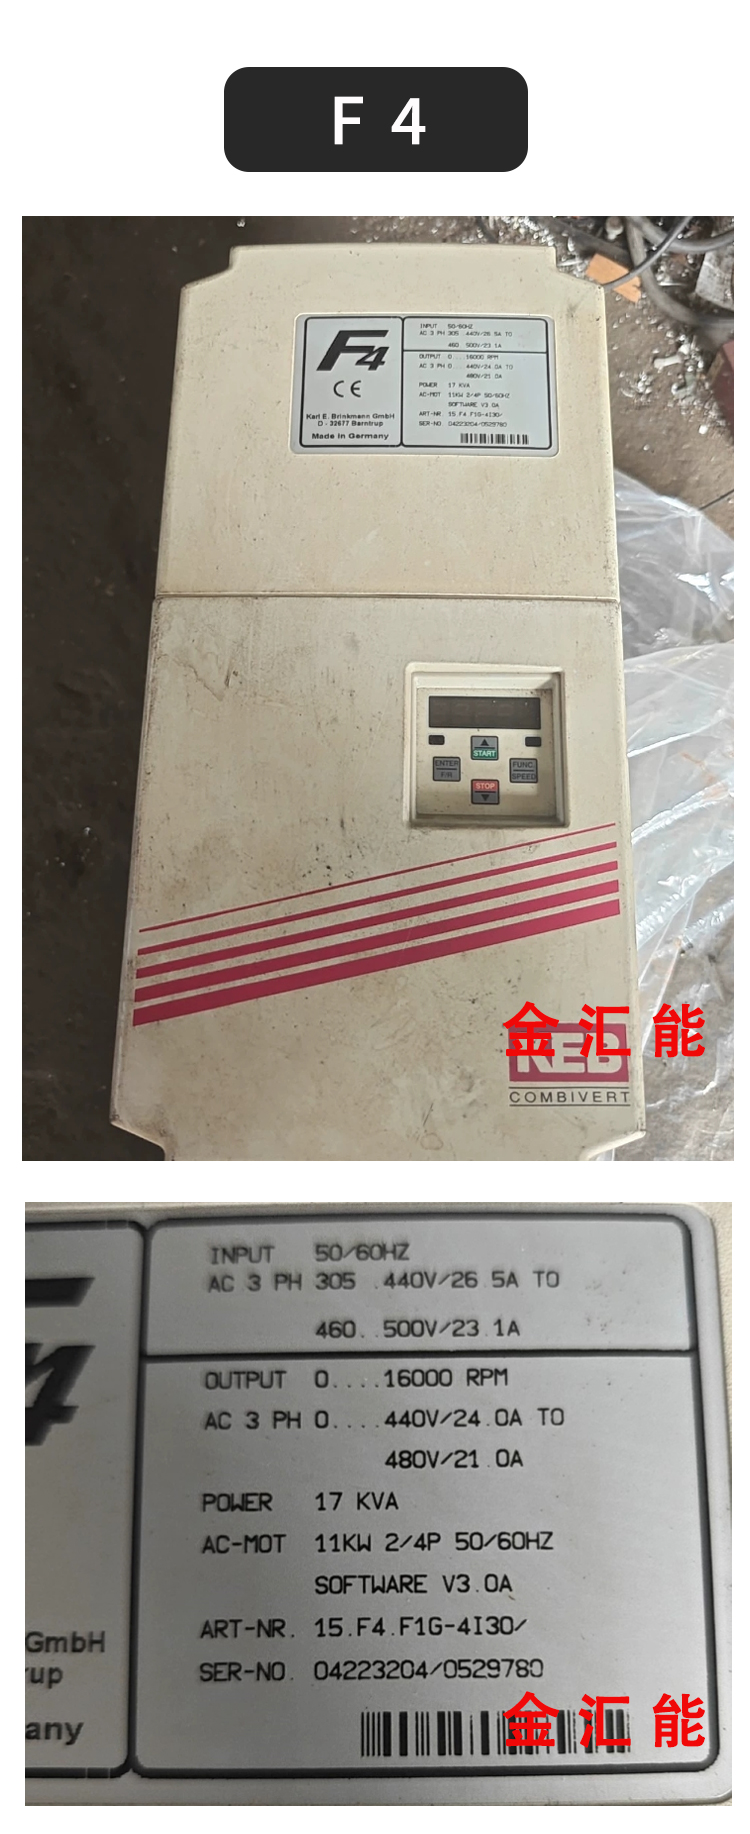 F 4
F4
CE
Karl E. Brinkmann GmbH
D - 32677 Barntrup
Made in Germany
INPUT 50/60HZ
AC 3 PH 305 .440V/26.5A TO
460 .500V/23.1A
OUTPUT 0....16000 RPM
AC 3 PH 0....440V/24.0A TO
480V/21.0A
POWER 17 KVA
AC-MOT 11KW 2/4P 50/60HZ
SOFTWARE V3.0A
ART-NR. 15.F4.F1G-4I30/
SER-NO. 04223204/0529780
START
ENTER
F/R
FUNC.
SPEED
STOP
金汇能
KEB
COMBIVERT
INPUT 50/60HZ
AC 3 PH 305 .440V/26.5A TO
460..500V/23.1A
OUTPUT 0....16000 RPM
AC 3 PH 0....440V/24.0A TO
480V/21.0A
POWER 17 KVA
AC-MOT 11KW 2/4P 50/60HZ
SOFTWARE V3.0A
ART-NR. 15.F4.F1G-4I30/
SER-NO. 04223204/0529780
4
GmbH
rup
any
金汇能